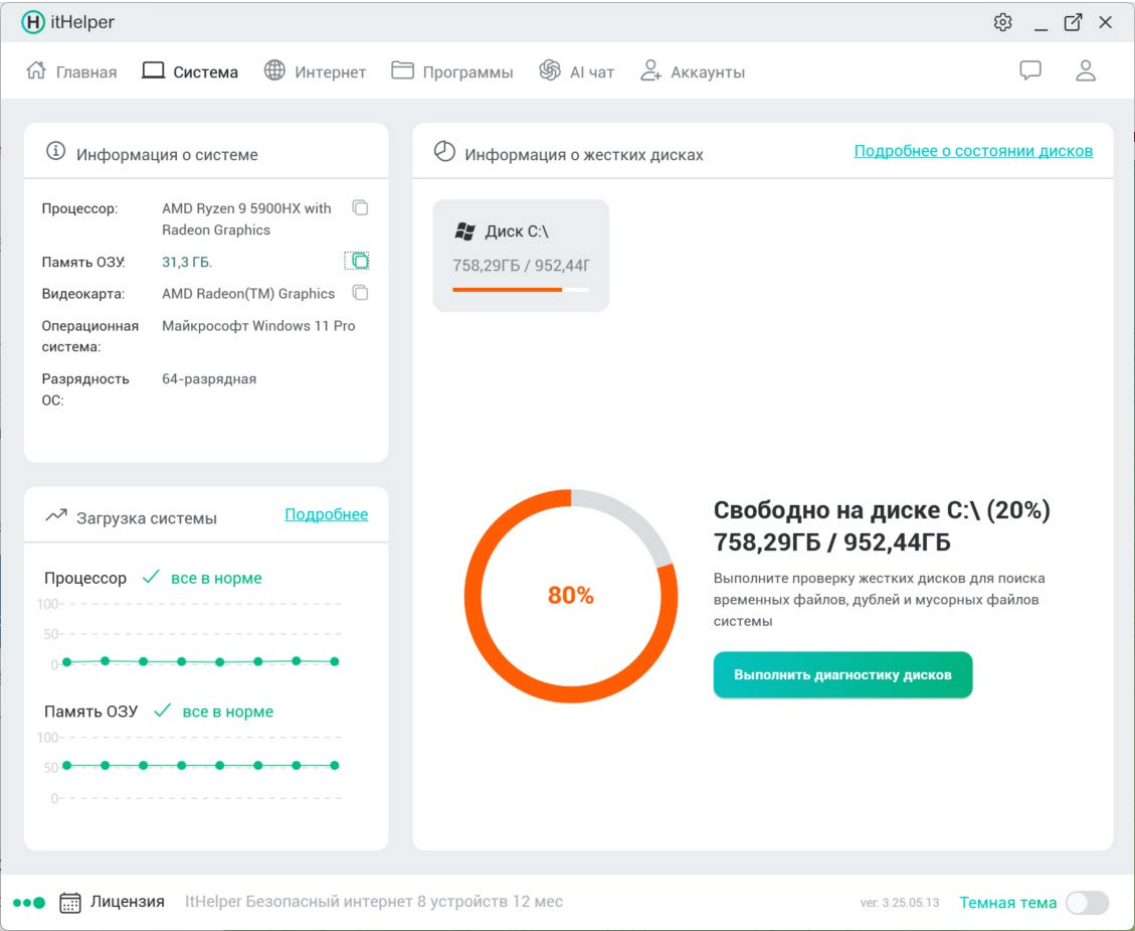 itHelper
Главная Система Интернет Программы AI чат Аккаунты
Информация о системе
Процессор: AMD Ryzen 9 5900HX with
Radeon Graphics
Память ОЗУ: 31,3 ГБ.
Видеокарта: AMD Radeon(TM) Graphics
Операционная Майкрософт Windows 11 Pro
система:
Разрядность 64-разрядная
ОС:
Загрузка системы Подробнее
Процессор все в норме
100
50
0
Память ОЗУ все в норме
100
50
0
Информация о жестких дисках Подробнее о состоянии дисков
Диск C:\
758,29ГБ / 952,44Г
80%
Свободно на диске C:\ (20%)
758,29ГБ / 952,44ГБ
Выполните проверку жестких дисков для поиска
временных файлов, дублей и мусорных файлов
системы
Выполнить диагностику дисков
Лицензия ItHelper Безопасный интернет 8 устройств 12 мес
ver: 3.25.05.13 Темная тема